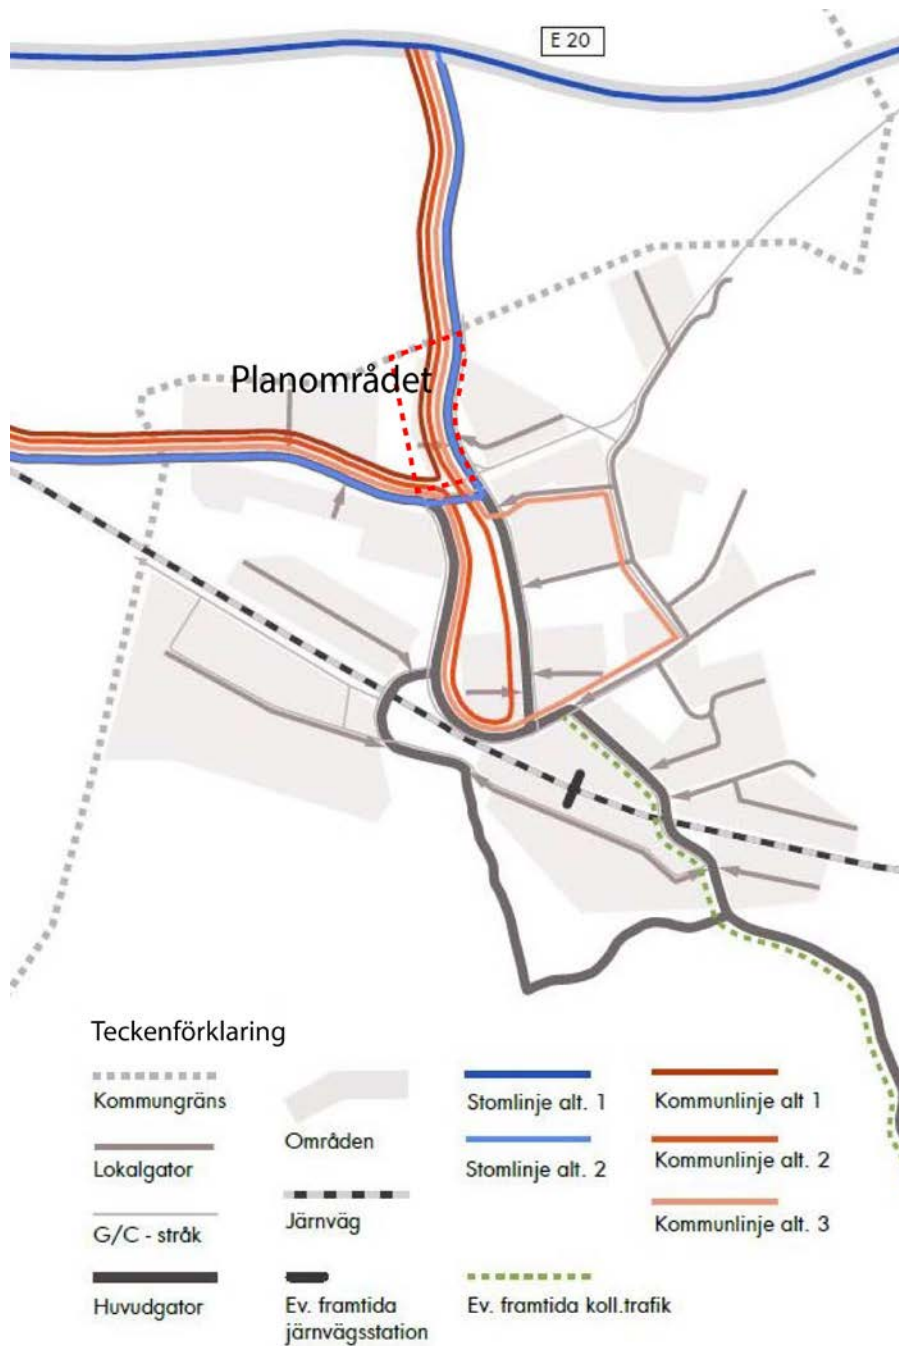 E 20
Planområdet
Teckenförklaring
Kommungräns
Områden
Stomlinje alt. 1
Kommunlinje alt 1
Lokalgator
Stomlinje alt. 2
Kommunlinje alt. 2
G/C - stråk
Järnväg
Kommunlinje alt. 3
Huvudgator
Ev. framtida
järnvägsstation
Ev. framtida koll.trafik